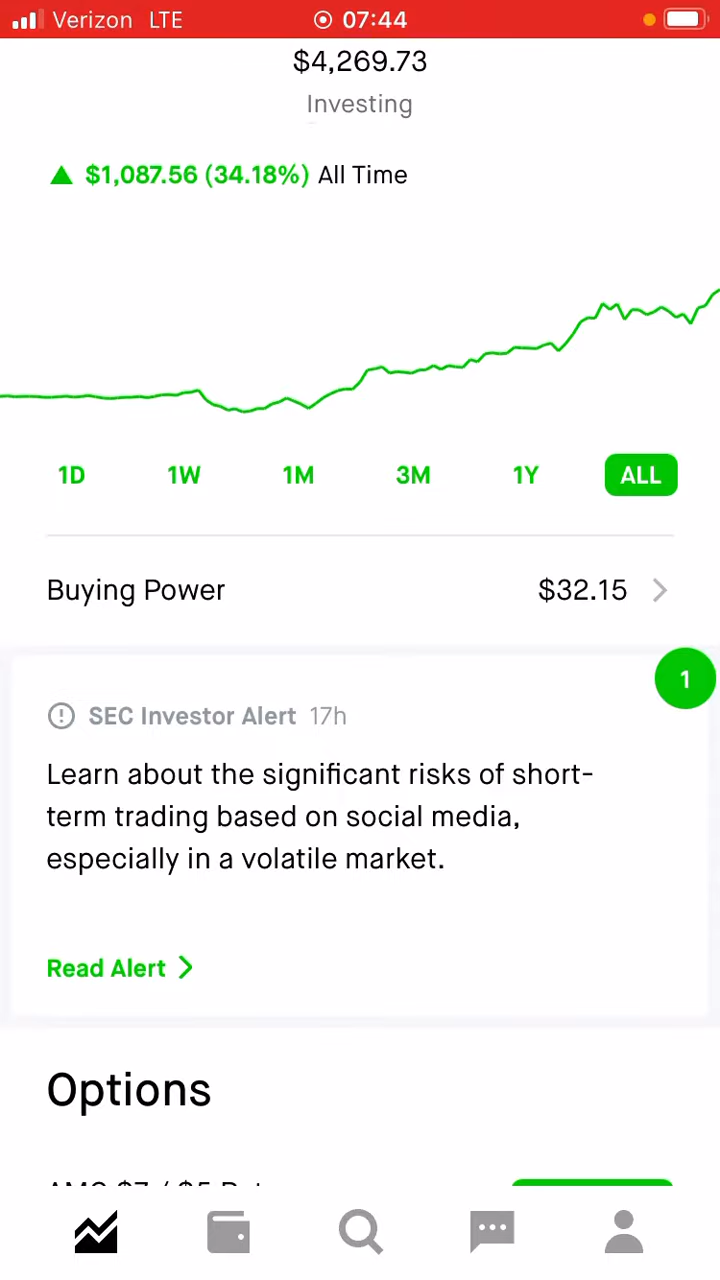 Verizon LTE 07:44
$4,269.73
Investing
$1,087.56 (34.18%) All Time
1D 1W 1M 3M 1Y ALL
Buying Power $32.15
1
SEC Investor Alert 17h
Learn about the significant risks of short-
term trading based on social media,
especially in a volatile market.
Read Alert
Options